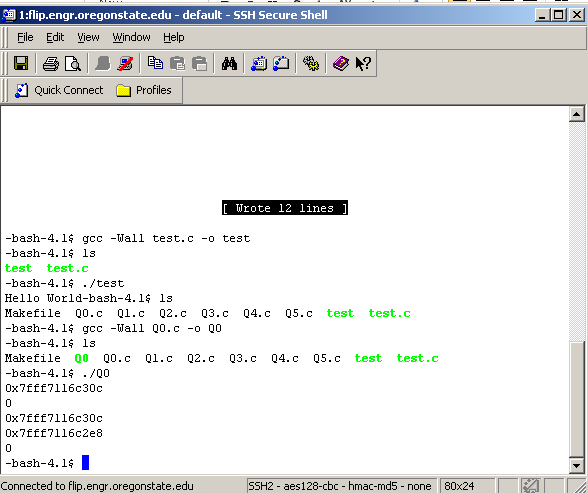 1:flip.engr.oregonstate.edu - default - SSH Secure Shell
File Edit View Window Help
Quick Connect Profiles
[ Wrote 12 lines ]
-bash-4.1$ gcc -Wall test.c -o test
-bash-4.1$ ls
test  test.c
-bash-4.1$ ./test
Hello World-bash-4.1$ ls
Makefile  Q0.c  Q1.c  Q2.c  Q3.c  Q4.c  Q5.c  test  test.c
-bash-4.1$ gcc -Wall Q0.c -o Q0
-bash-4.1$ ls
Makefile  Q0  Q0.c  Q1.c  Q2.c  Q3.c  Q4.c  Q5.c  test  test.c
-bash-4.1$ ./Q0
0x7fff7116c30c
0
0x7fff7116c30c
0x7fff7116c2e8
0
-bash-4.1$
Connected to flip.engr.oregonstate.edu SSH2 - aes128-cbc - hmac-md5 - none 80x24